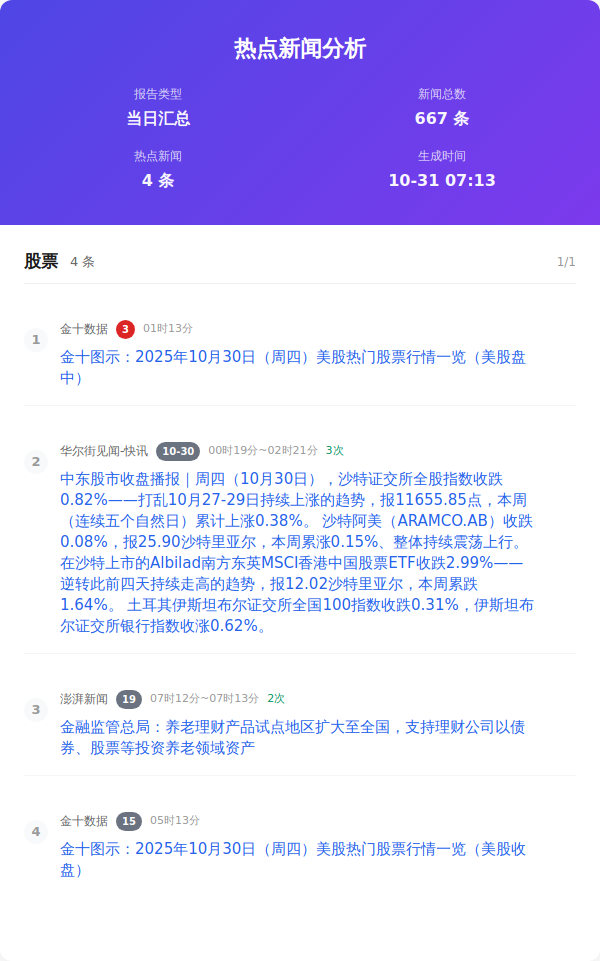 热点新闻分析
报告类型
新闻总数
当日汇总
667 条
热点新闻
生成时间
4 条
10-31 07:13
股票 4 条 1/1
1
金十数据 3 01时13分
金十图示：2025年10月30日（周四）美股热门股票行情一览（美股盘
中）
2
华尔街见闻-快讯 10-30 00时19分~02时21分 3次
中东股市收盘播报｜周四（10月30日），沙特证交所全股指数收跌
0.82%——打乱10月27-29日持续上涨的趋势，报11655.85点，本周
（连续五个自然日）累计上涨0.38%。 沙特阿美（ARAMCO.AB）收跌
0.08%，报25.90沙特里亚尔，本周累涨0.15%、整体持续震荡上行。
在沙特上市的Albilad南方东英MSCI香港中国股票ETF收跌2.99%——
逆转此前四天持续走高的趋势，报12.02沙特里亚尔，本周累跌
1.64%。 土耳其伊斯坦布尔证交所全国100指数收跌0.31%，伊斯坦布
尔证交所银行指数收涨0.62%。
3
澎湃新闻 19 07时12分~07时13分 2次
金融监管总局：养老理财产品试点地区扩大至全国，支持理财公司以债
券、股票等投资养老领域资产
4
金十数据 15 05时13分
金十图示：2025年10月30日（周四）美股热门股票行情一览（美股收
盘）